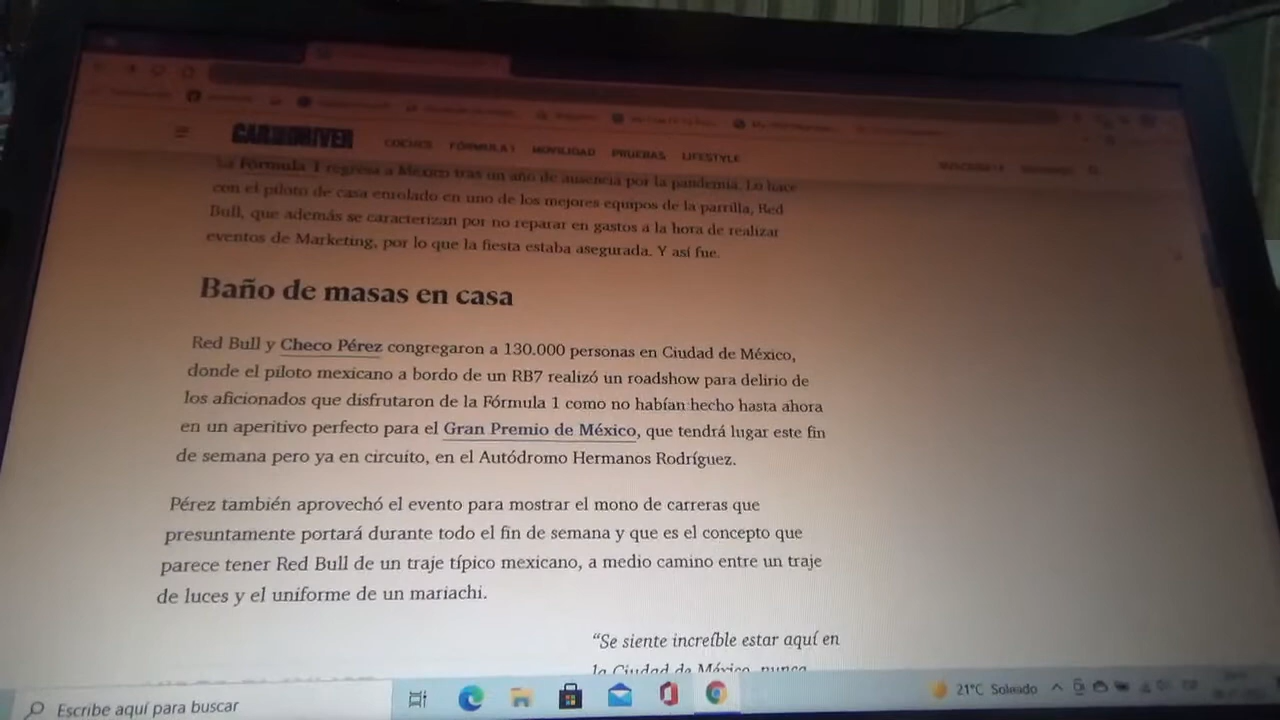 CAR AND DRIVER
COCHES FÓRMULA 1 MOVILIDAD PRUEBAS LIFESTYLE
La Fórmula 1 regresa a México tras un año de ausencia por la pandemia. Lo hace
con el piloto de casa enrolado en uno de los mejores equipos de la parrilla, Red
Bull, que además se caracterizan por no reparar en gastos a la hora de realizar
eventos de Marketing, por lo que la fiesta estaba asegurada. Y así fue.
Baño de masas en casa
Red Bull y Checo Pérez congregaron a 130.000 personas en Ciudad de México,
donde el piloto mexicano a bordo de un RB7 realizó un roadshow para delirio de
los aficionados que disfrutaron de la Fórmula 1 como no habían hecho hasta ahora
en un aperitivo perfecto para el Gran Premio de México, que tendrá lugar este fin
de semana pero ya en circuito, en el Autódromo Hermanos Rodríguez.
Pérez también aprovechó el evento para mostrar el mono de carreras que
presuntamente portará durante todo el fin de semana y que es el concepto que
parece tener Red Bull de un traje típico mexicano, a medio camino entre un traje
de luces y el uniforme de un mariachi.
“Se siente increíble estar aquí en
la Ciudad de México, nunca
Escribe aquí para buscar
21°C Soleado